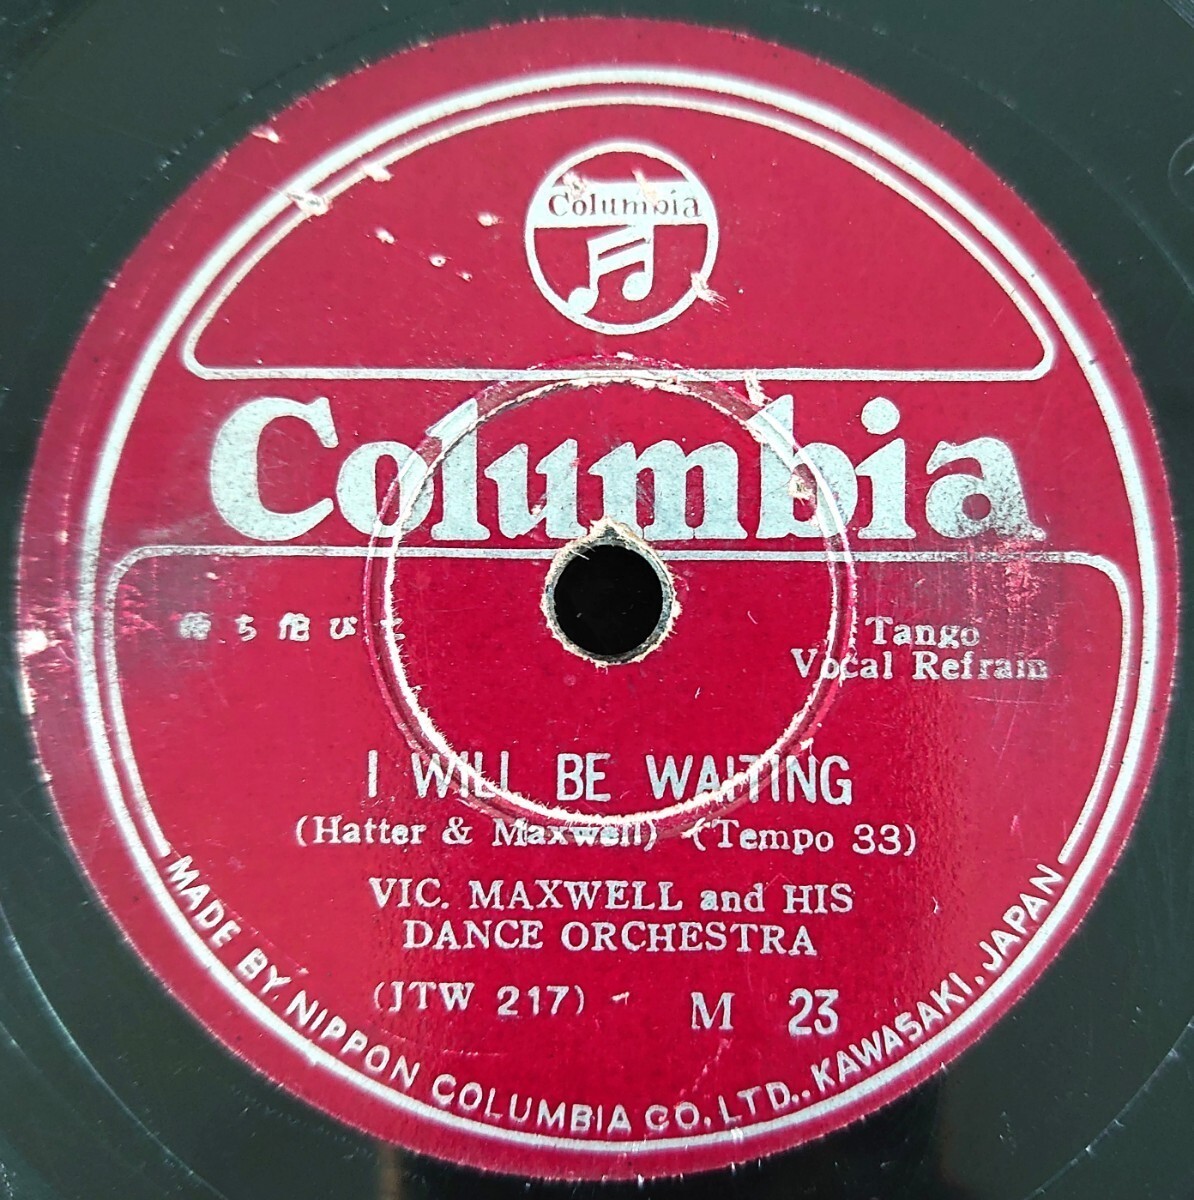 Columbia
Columbia
待ち佗びて
Tango
Vocal Refrain
I WILL BE WAITING
(Hatter & Maxwell) (Tempo 33)
VIC. MAXWELL and HIS
DANCE ORCHESTRA
(JTW 217) M 23
MADE BY NIPPON COLUMBIA CO., LTD., KAWASAKI, JAPAN